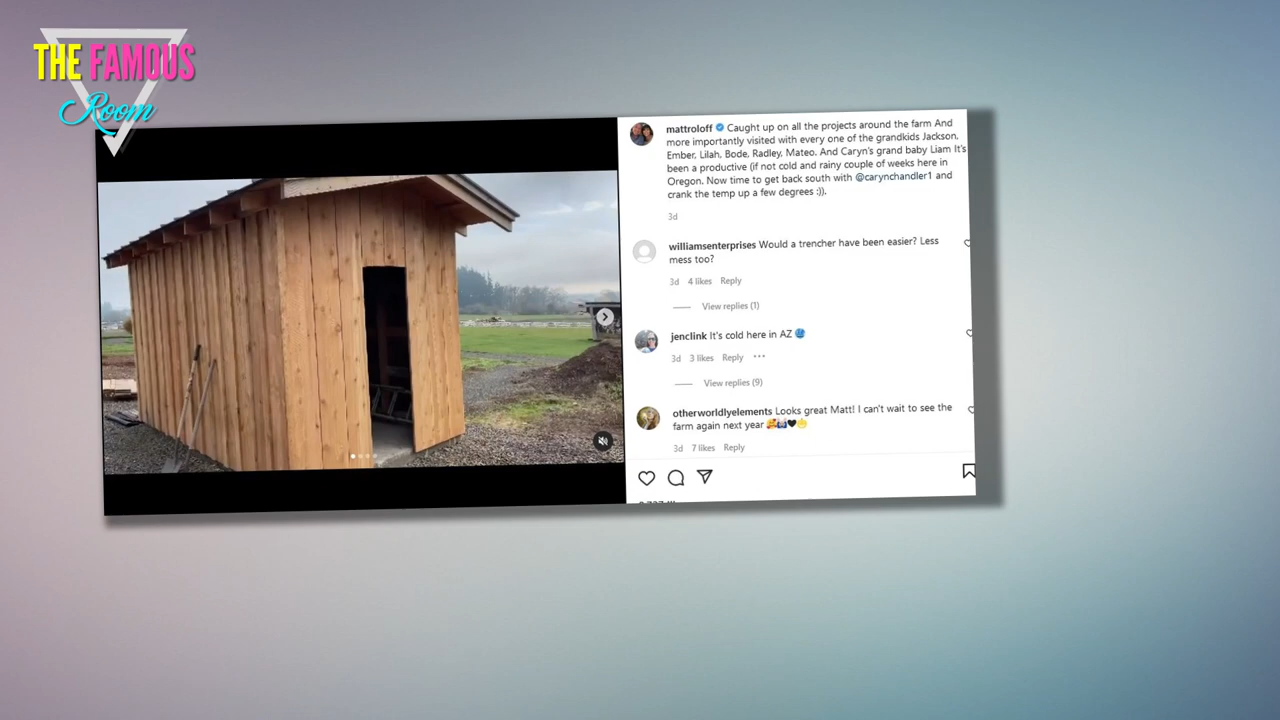 THE FAMOUS
Room
mattroloff Caught up on all the projects around the farm And
more importantly visited with every one of the grandkids Jackson,
Ember, Lilah, Bode, Radley, Mateo. And Caryn's grand baby Liam It's
been a productive (if not cold and rainy couple of weeks here in
Oregon. Now time to get back south with @carynchandler1 and
crank the temp up a few degrees :)).
3d
williamsenterprises Would a trencher have been easier? Less
mess too?
3d 4 likes Reply
View replies (1)
jenclink It's cold here in AZ 🥶
3d 3 likes Reply
View replies (9)
otherworldlyelements Looks great Matt! I can't wait to see the
farm again next year
3d 7 likes Reply